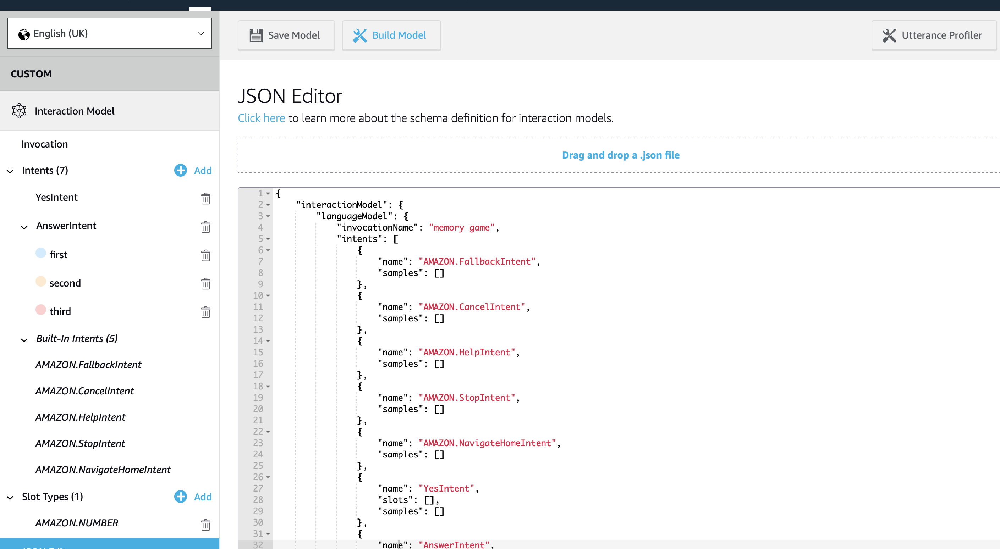 English (UK)
CUSTOM
Interaction Model
Invocation
Intents (7)
Add
YesIntent
AnswerIntent
first
second
third
Built-In Intents (5)
AMAZON.FallbackIntent
AMAZON.CancelIntent
AMAZON.HelpIntent
AMAZON.StopIntent
AMAZON.NavigateHomeIntent
Slot Types (1)
Add
AMAZON.NUMBER
Save Model
Build Model
Utterance Profiler
JSON Editor
Click here to learn more about the schema definition for interaction models.
Drag and drop a .json file
1 {
2 "interactionModel": {
3 "languageModel": {
4 "invocationName": "memory game",
5 "intents": [
6 {
7 "name": "AMAZON.FallbackIntent",
8 "samples": []
9 },
10 {
11 "name": "AMAZON.CancelIntent",
12 "samples": []
13 },
14 {
15 "name": "AMAZON.HelpIntent",
16 "samples": []
17 },
18 {
19 "name": "AMAZON.StopIntent",
20 "samples": []
21 },
22 {
23 "name": "AMAZON.NavigateHomeIntent",
24 "samples": []
25 },
26 {
27 "name": "YesIntent",
28 "slots": [],
29 "samples": []
30 },
31 {
32 "name": "AnswerIntent",